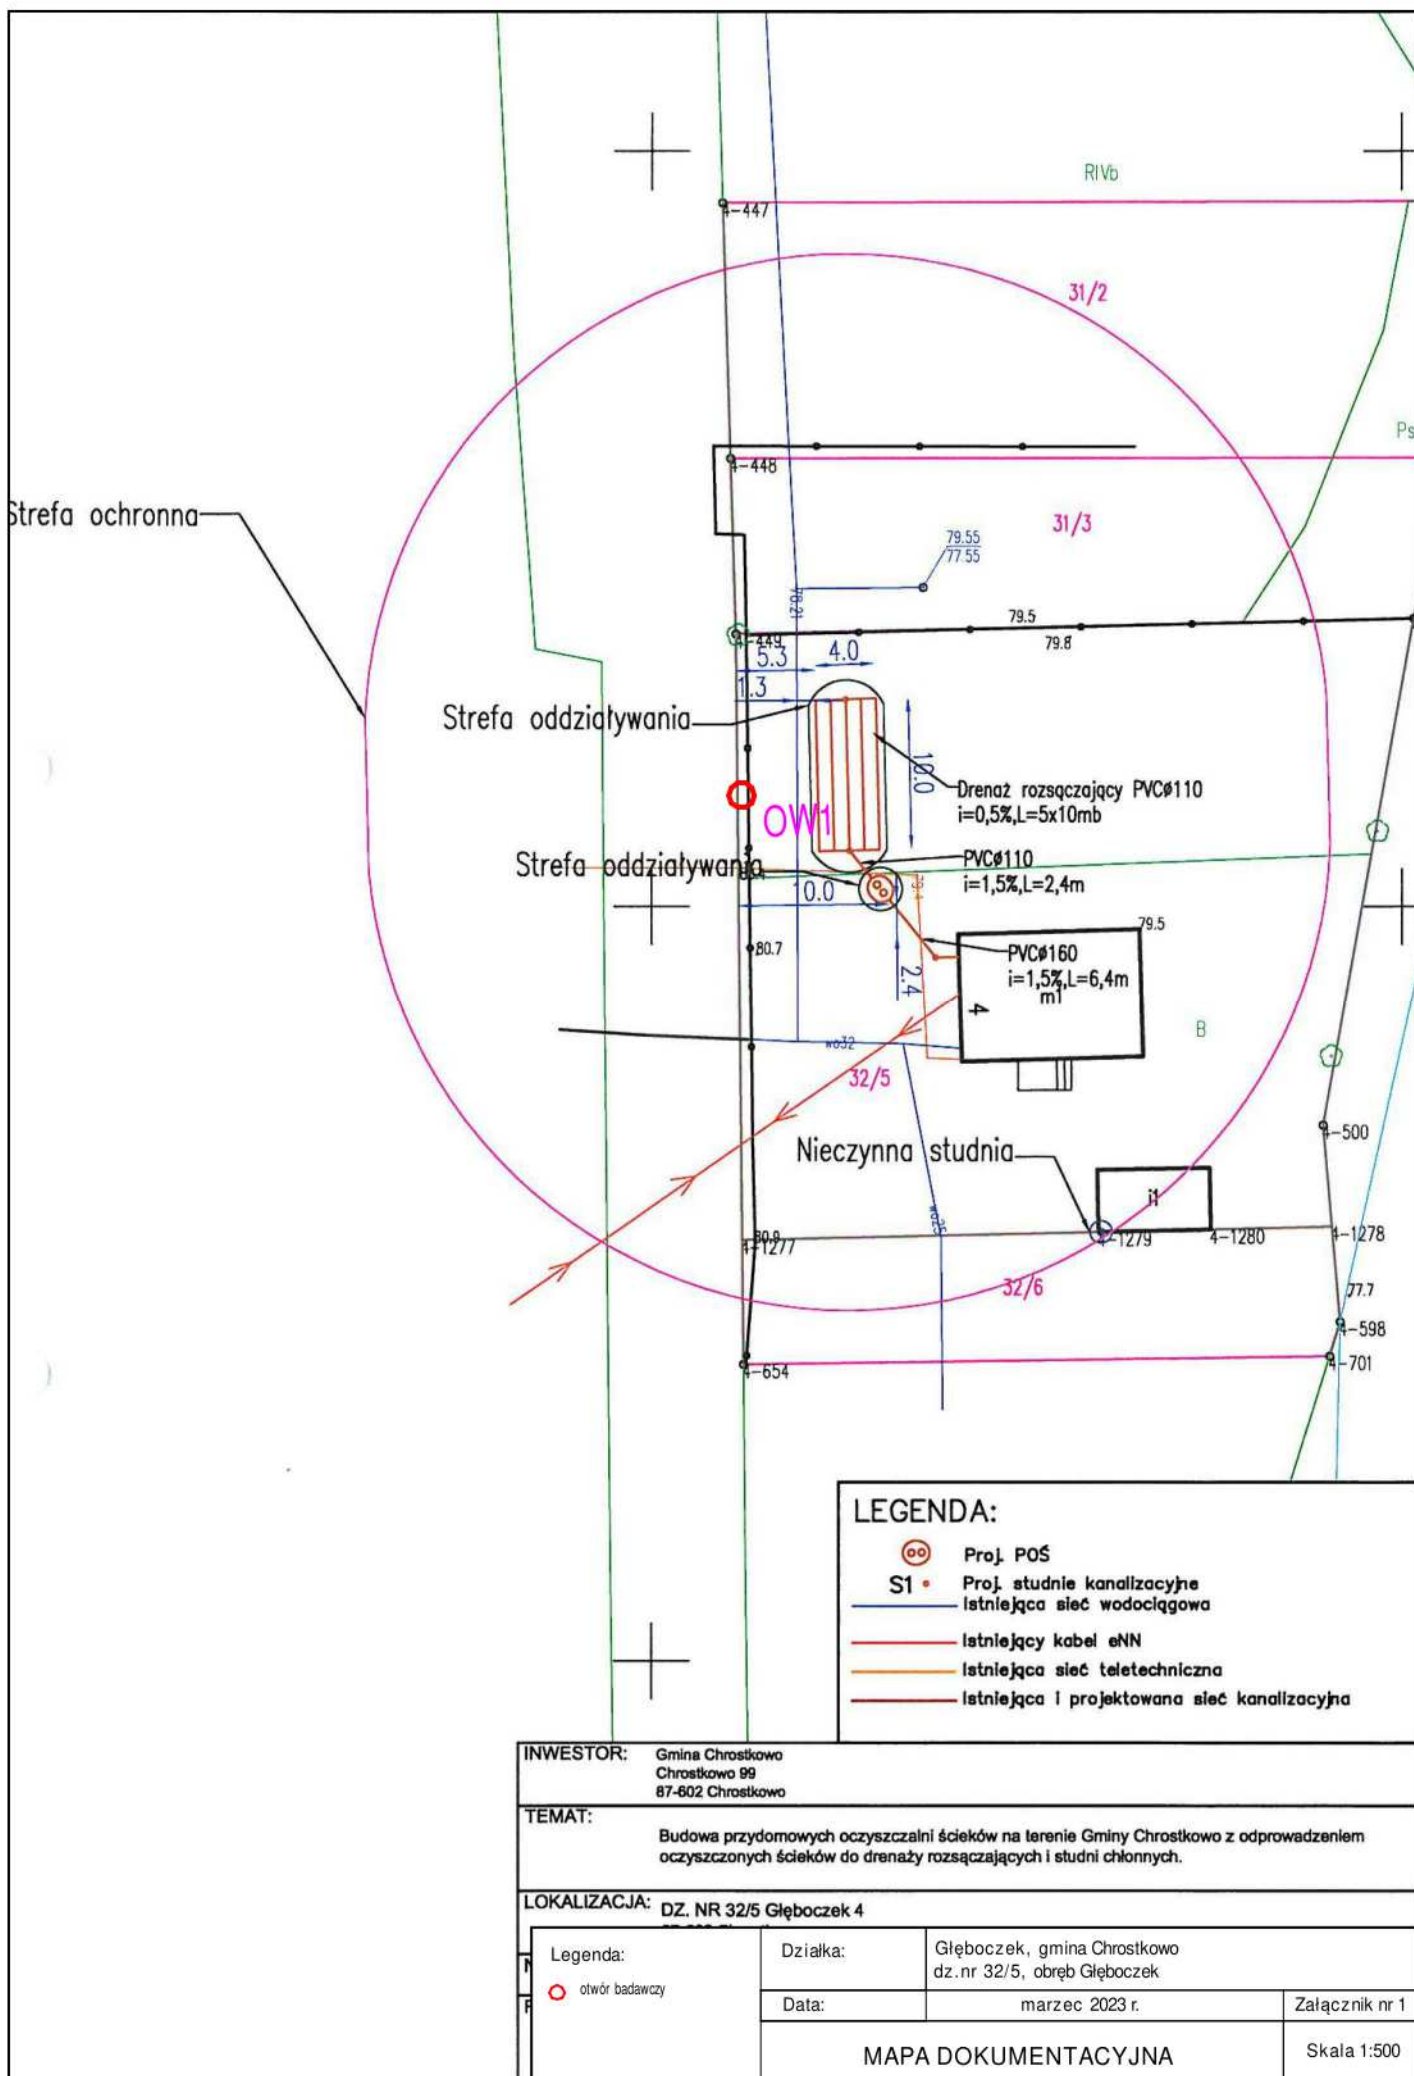 RIVb
4-447
31/2
Ps
4-448
Strefa ochronna
31/3
79.55
77.55
78.21
79.5
79.8
4-449
5.3
4.0
1.3
Strefa oddziaływania
10.0
Drenaż rozsączający PVCø110
i=0,5%,L=5x10mb
OW1
PVCø110
i=1,5%,L=2,4m
Strefa oddziaływania
79.4
10.0
79.5
80.7
PVCø160
i=1,5%,L=6,4m
m1
2.4
4
B
wo32
32/5
4-500
Nieczynna studnia
i1
wo25
80.9
4-1277
4-1279
4-1280
4-1278
32/6
77.7
4-598
4-701
4-654
LEGENDA:
Proj. POŚ
S1 Proj. studnie kanalizacyjne
Istniejąca sieć wodociągowa
Istniejący kabel eNN
Istniejąca sieć teletechniczna
Istniejąca i projektowana sieć kanalizacyjna
INWESTOR: Gmina Chrostkowo
Chrostkowo 99
87-602 Chrostkowo
TEMAT:
Budowa przydomowych oczyszczalni ścieków na terenie Gminy Chrostkowo z odprowadzeniem
oczyszczonych ścieków do drenaży rozsączających i studni chłonnych.
LOKALIZACJA: DZ. NR 32/5 Głęboczek 4
Legenda:
otwór badawczy
Działka:
Głęboczek, gmina Chrostkowo
dz.nr 32/5, obręb Głęboczek
Data:
marzec 2023 r.
Załącznik nr 1
MAPA DOKUMENTACYJNA
Skala 1:500